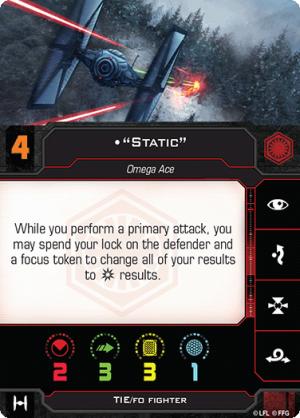 4
•“Static”
Omega Ace
While you perform a primary attack, you
may spend your lock on the defender and
a focus token to change all of your results
to results.
2 3 3 1
TIE/fo Fighter
©LFL ©FFG